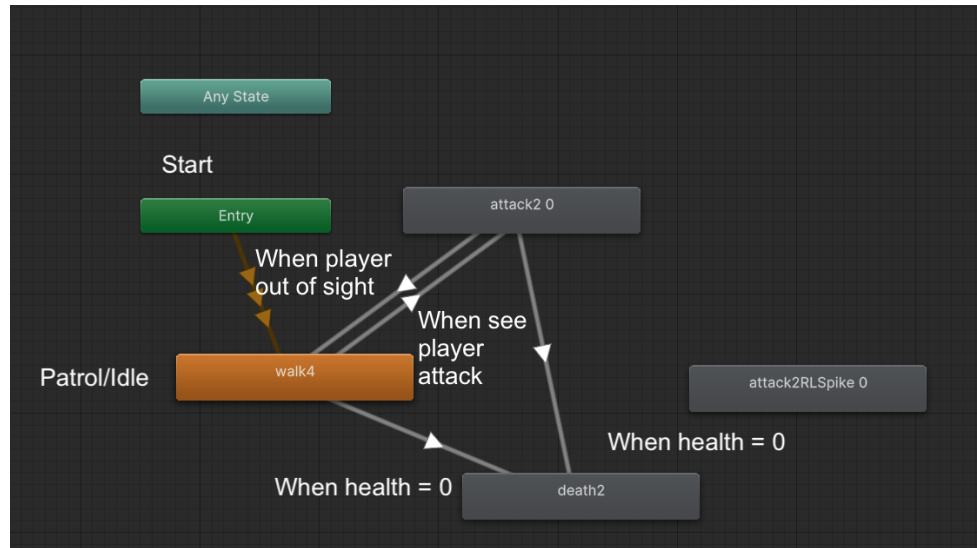 Any State
Start
Entry
attack2 0
When player
out of sight
When see
player
attack
Patrol/Idle
walk4
attack2RLSpike 0
When health = 0
When health = 0
death2